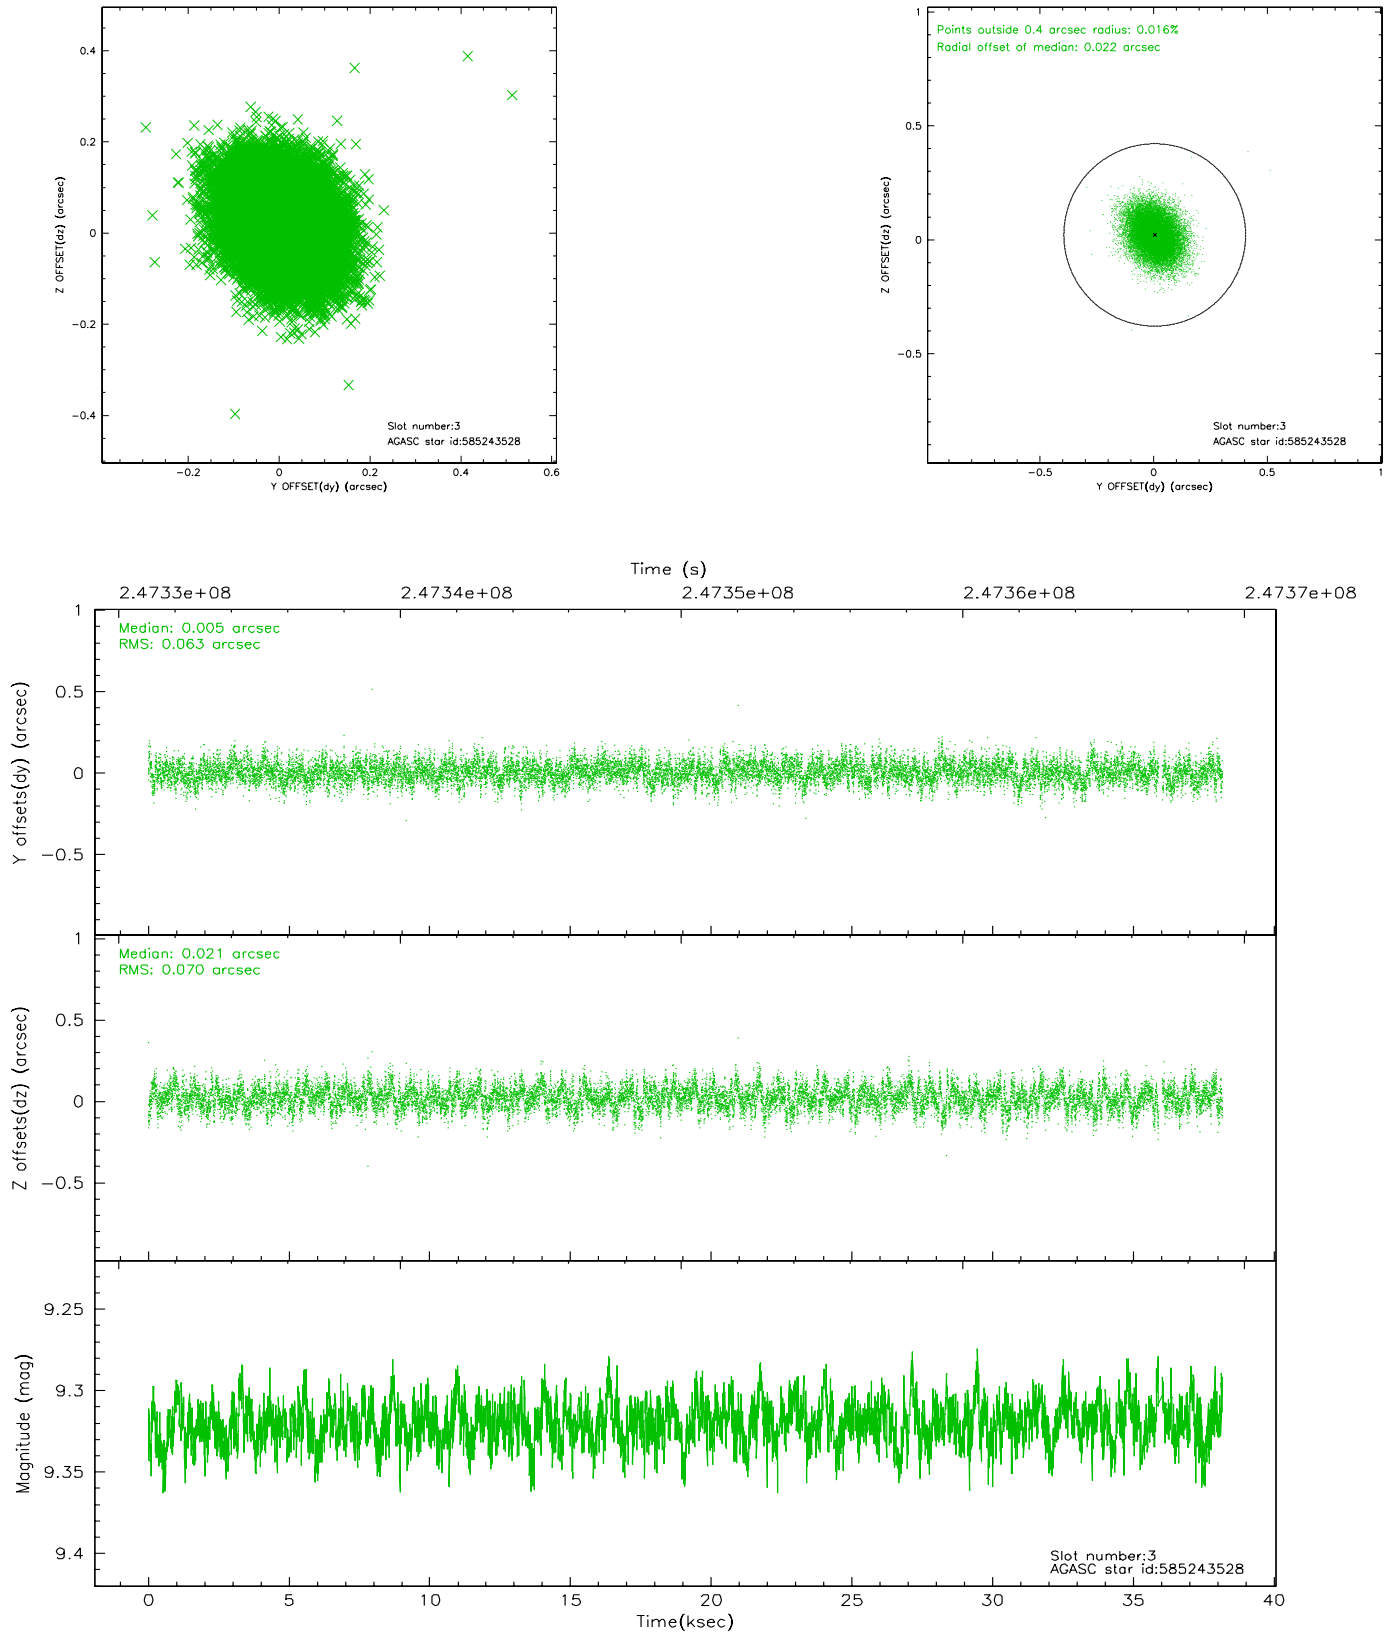 0.4
0.2
0
−0.2
−0.4
Z OFFSET(dz) (arcsec)
Slot number:3
AGASC star id:585243528
−0.2 0 0.2 0.4 0.6
Y OFFSET(dy) (arcsec)
Points outside 0.4 arcsec radius: 0.016%
Radial offset of median: 0.022 arcsec
1
0.5
0
−0.5
Z OFFSET(dz) (arcsec)
Slot number:3
AGASC star id:585243528
−0.5 0 0.5 1
Y OFFSET(dy) (arcsec)
Time (s)
2.4733e+08 2.4734e+08 2.4735e+08 2.4736e+08 2.4737e+08
Median: 0.005 arcsec
RMS: 0.063 arcsec
1
0.5
0
−0.5
Y offsets(dy) (arcsec)
Median: 0.021 arcsec
RMS: 0.070 arcsec
1
0.5
0
−0.5
Z offsets(dz) (arcsec)
9.25
9.3
9.35
9.4
Magnitude (mag)
Slot number:3
AGASC star id:585243528
0 5 10 15 20 25 30 35 40
Time(ksec)